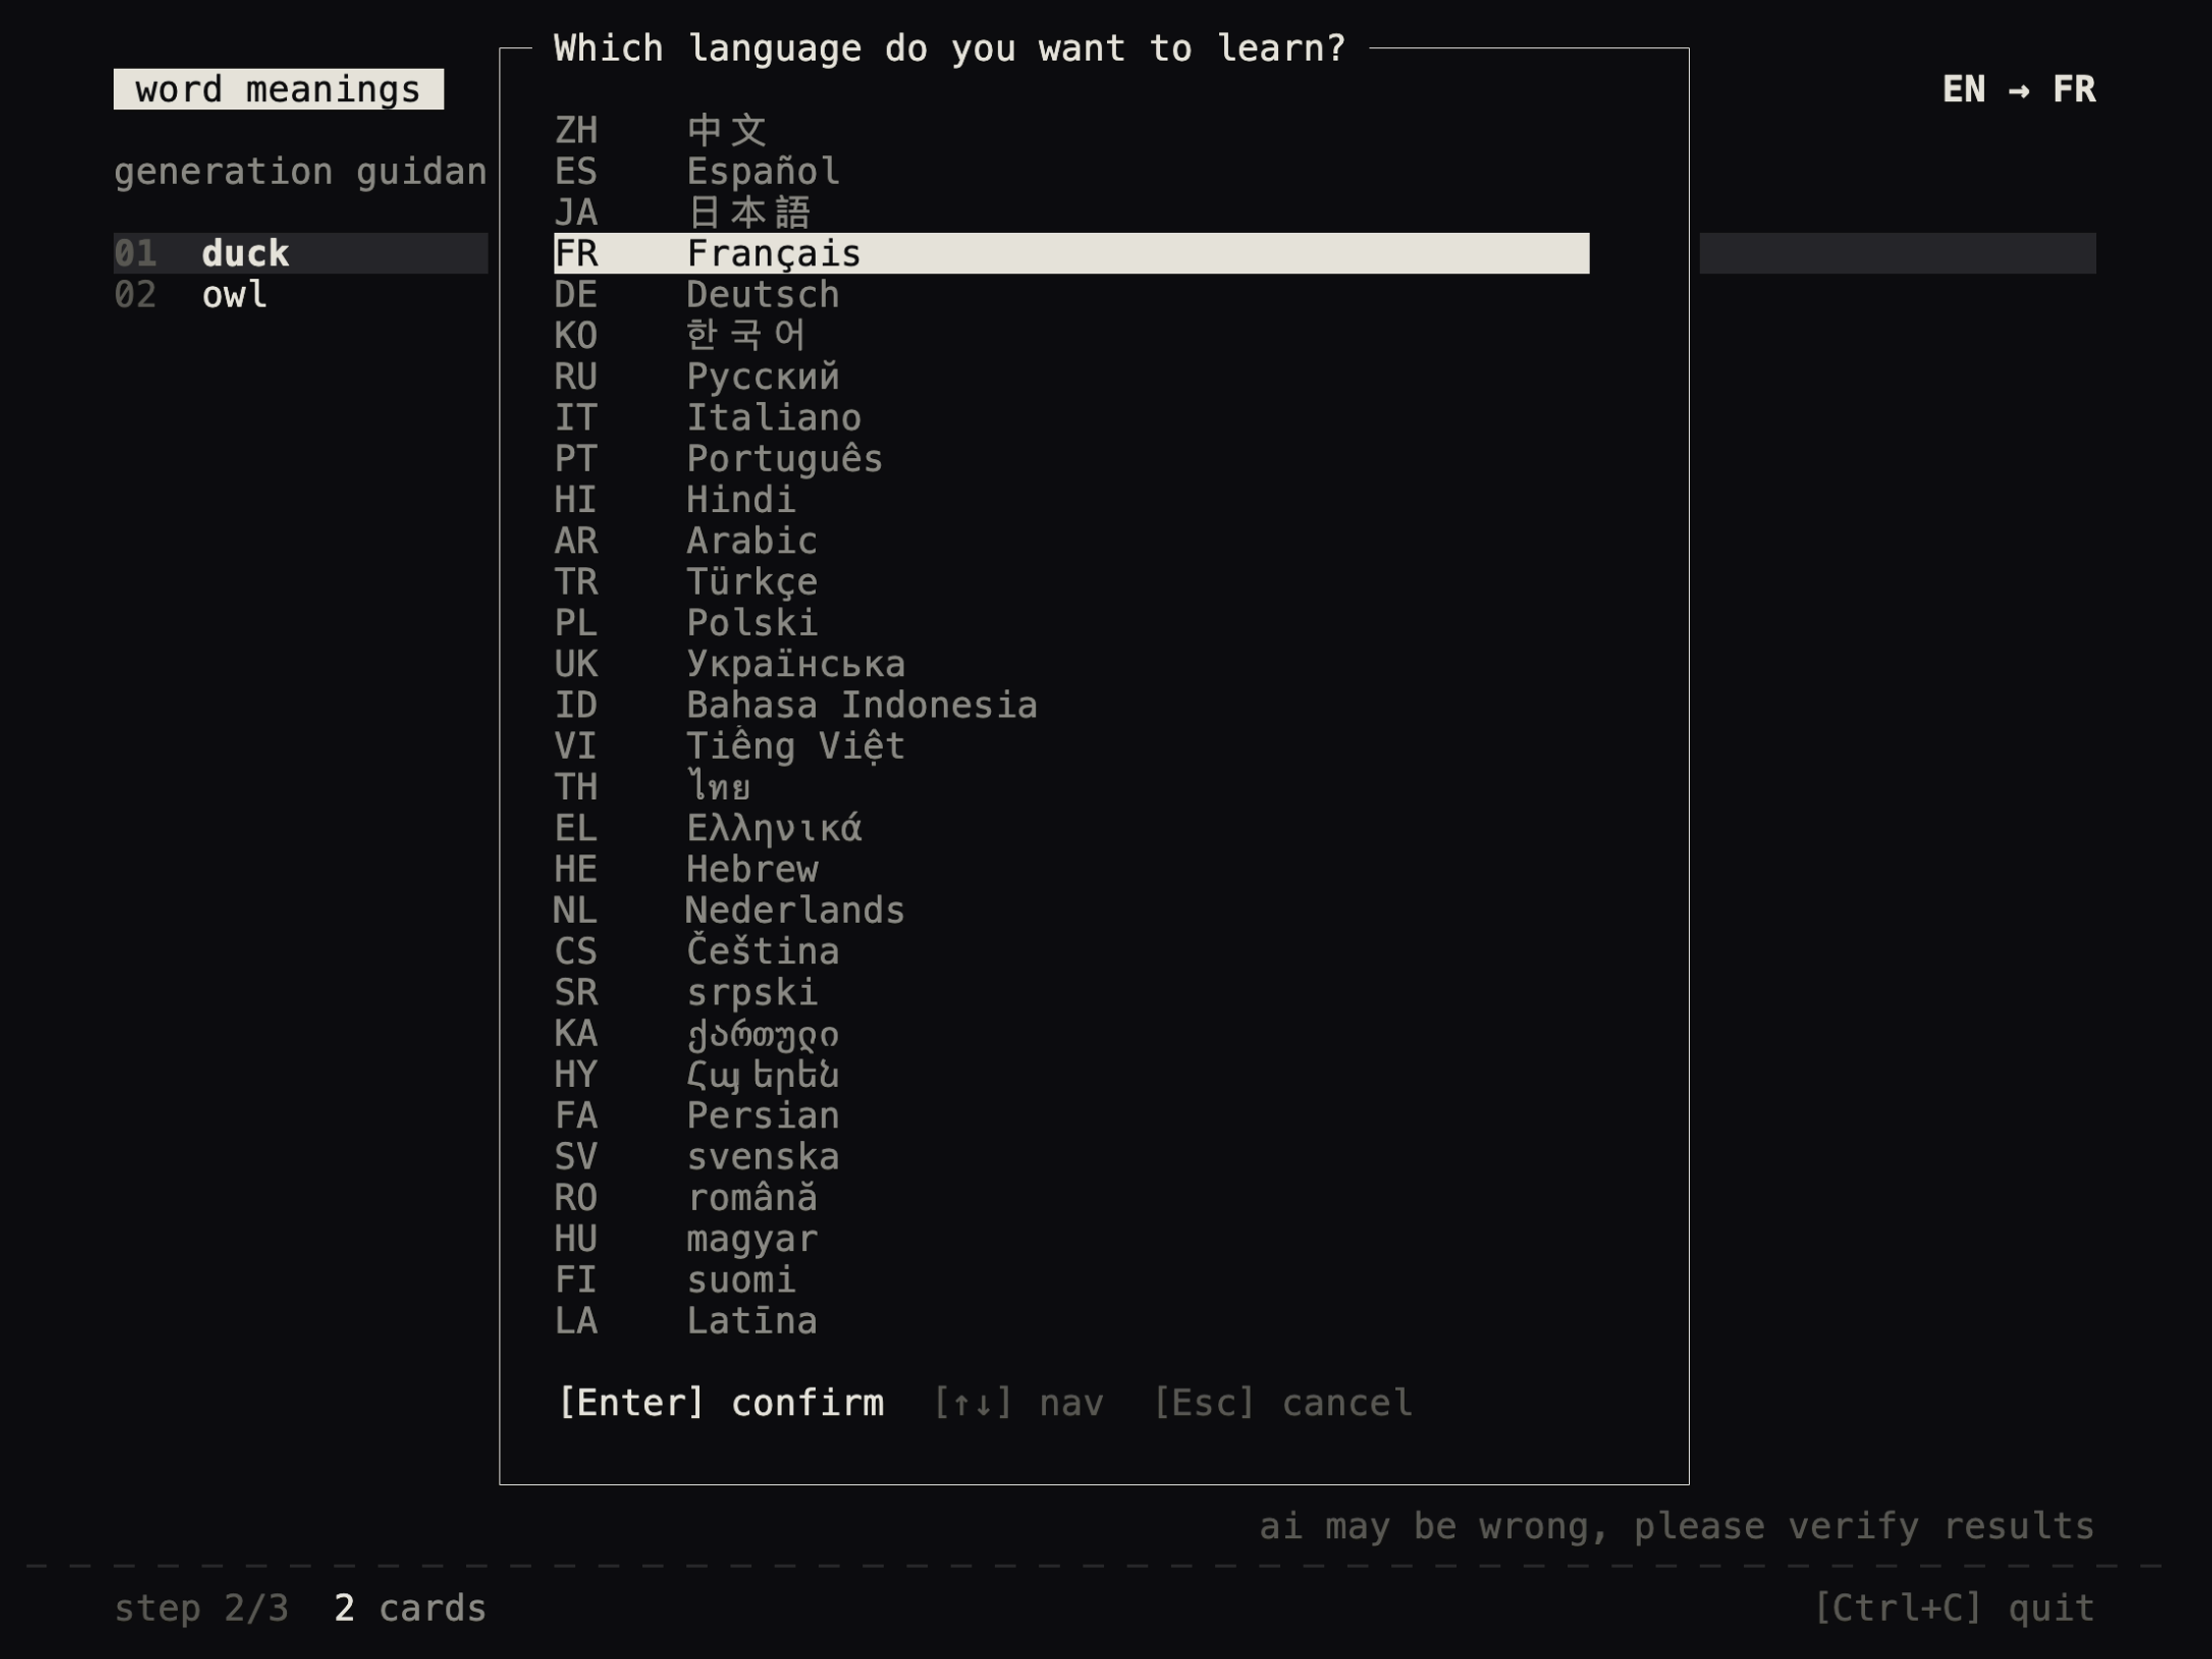 Which language do you want to learn?
word meanings
EN → FR
generation guidan
01 duck
02 owl
ZH 中文
ES Español
JA 日本語
FR Français
DE Deutsch
KO 한국어
RU Русский
IT Italiano
PT Português
HI Hindi
AR Arabic
TR Türkçe
PL Polski
UK Українська
ID Bahasa Indonesia
VI Tiếng Việt
TH ไทย
EL Ελληνικά
HE Hebrew
NL Nederlands
CS Čeština
SR srpski
KA ქართული
HY Հայերեն
FA Persian
SV svenska
RO română
HU magyar
FI suomi
LA Latīna
[Enter] confirm [↑↓] nav [Esc] cancel
ai may be wrong, please verify results
step 2/3 2 cards
[Ctrl+C] quit